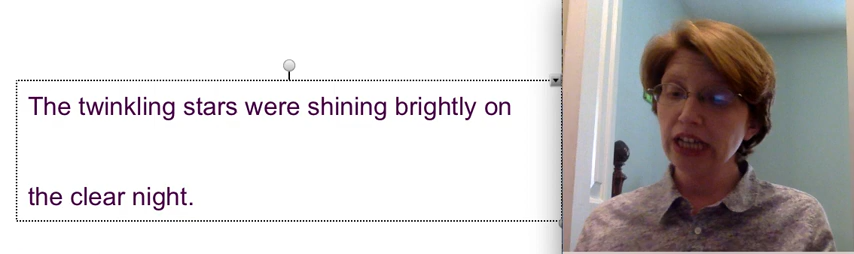 The twinkling stars were shining brightly on
the clear night.